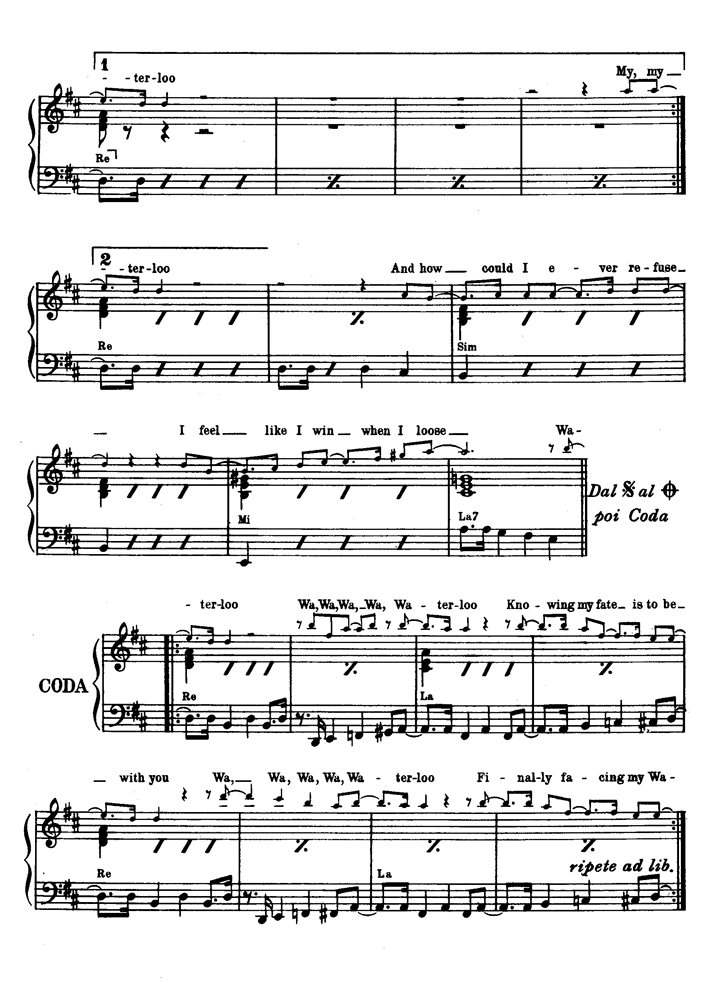 1
- - ter-loo My, my
Re
2
- - ter-loo And how could I e - ver re-fuse
Re Sim
I feel like I win when I loose Wa-
Mi La7
Dal 𝄋 al 𝄌
poi Coda
- ter-loo Wa, Wa, Wa, Wa, Wa - ter-loo Kno - wing my fate is to be
CODA
Re La
with you Wa, Wa, Wa, Wa, Wa - ter-loo Fi - nal-ly fa - cing my Wa -
Re La
ripete ad lib.